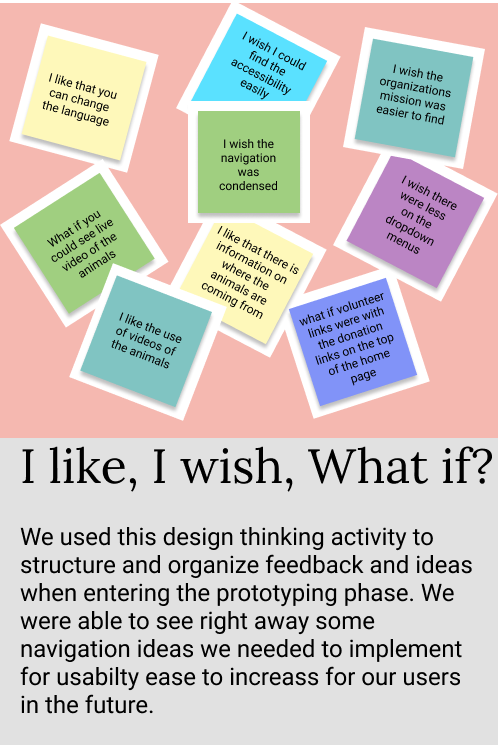 I like that you
can change
the language
I wish I could
find the
accessibility
easily
I wish the
organizations
mission was
easier to find
I wish the
navigation
was
condensed
I wish there
were less
on the
dropdown
menus
What if you
could see live
video of the
animals
I like that there is
information on
where the
animals are
coming from
I like the use
of videos of
the animals
what if volunteer
links were with
the donation
links on the top
of the home
page
I like, I wish, What if?
We used this design thinking activity to
structure and organize feedback and ideas
when entering the prototyping phase. We
were able to see right away some
navigation ideas we needed to implement
for usabilty ease to increass for our users
in the future.